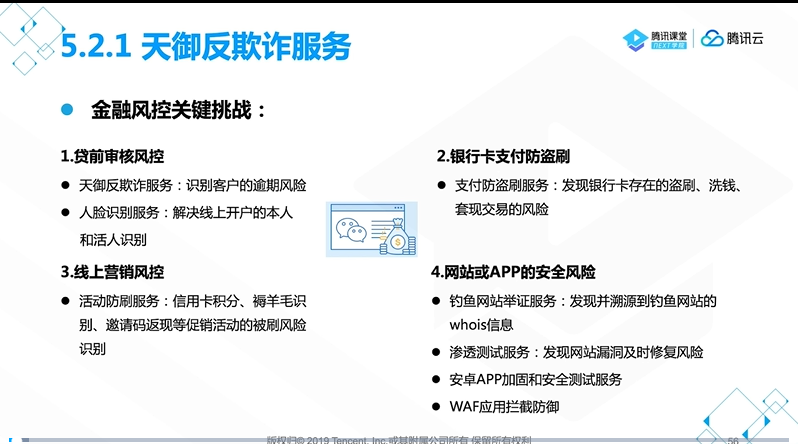 5.2.1 天御反欺诈服务
腾讯课堂
NEXT学院
腾讯云
金融风控关键挑战：
1.贷前审核风控
天御反欺诈服务：识别客户的逾期风险
人脸识别服务：解决线上开户的本人
和活人识别
2.银行卡支付防盗刷
支付防盗刷服务：发现银行卡存在的盗刷、洗钱、
套现交易的风险
3.线上营销风控
活动防刷服务：信用卡积分、褥羊毛识
别、邀请码返现等促销活动的被刷风险
识别
4.网站或APP的安全风险
钓鱼网站举证服务：发现并溯源到钓鱼网站的
whois信息
渗透测试服务：发现网站漏洞及时修复风险
安卓APP加固和安全测试服务
WAF应用拦截防御
版权归© 2019 Tencent, Inc.或其附属公司所有 保留所有权利
56